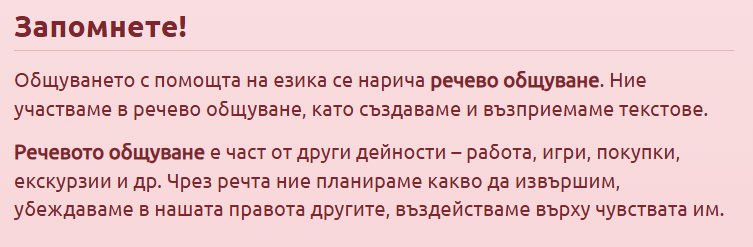 Запомнете!
Общуването с помощта на езика се нарича речево общуване. Ние
участваме в речево общуване, като създаваме и възприемаме текстове.
Речевото общуване е част от други дейности – работа, игри, покупки,
екскурзии и др. Чрез речта ние планираме какво да извършим,
убеждаваме в нашата правота другите, въздействаме върху чувствата им.